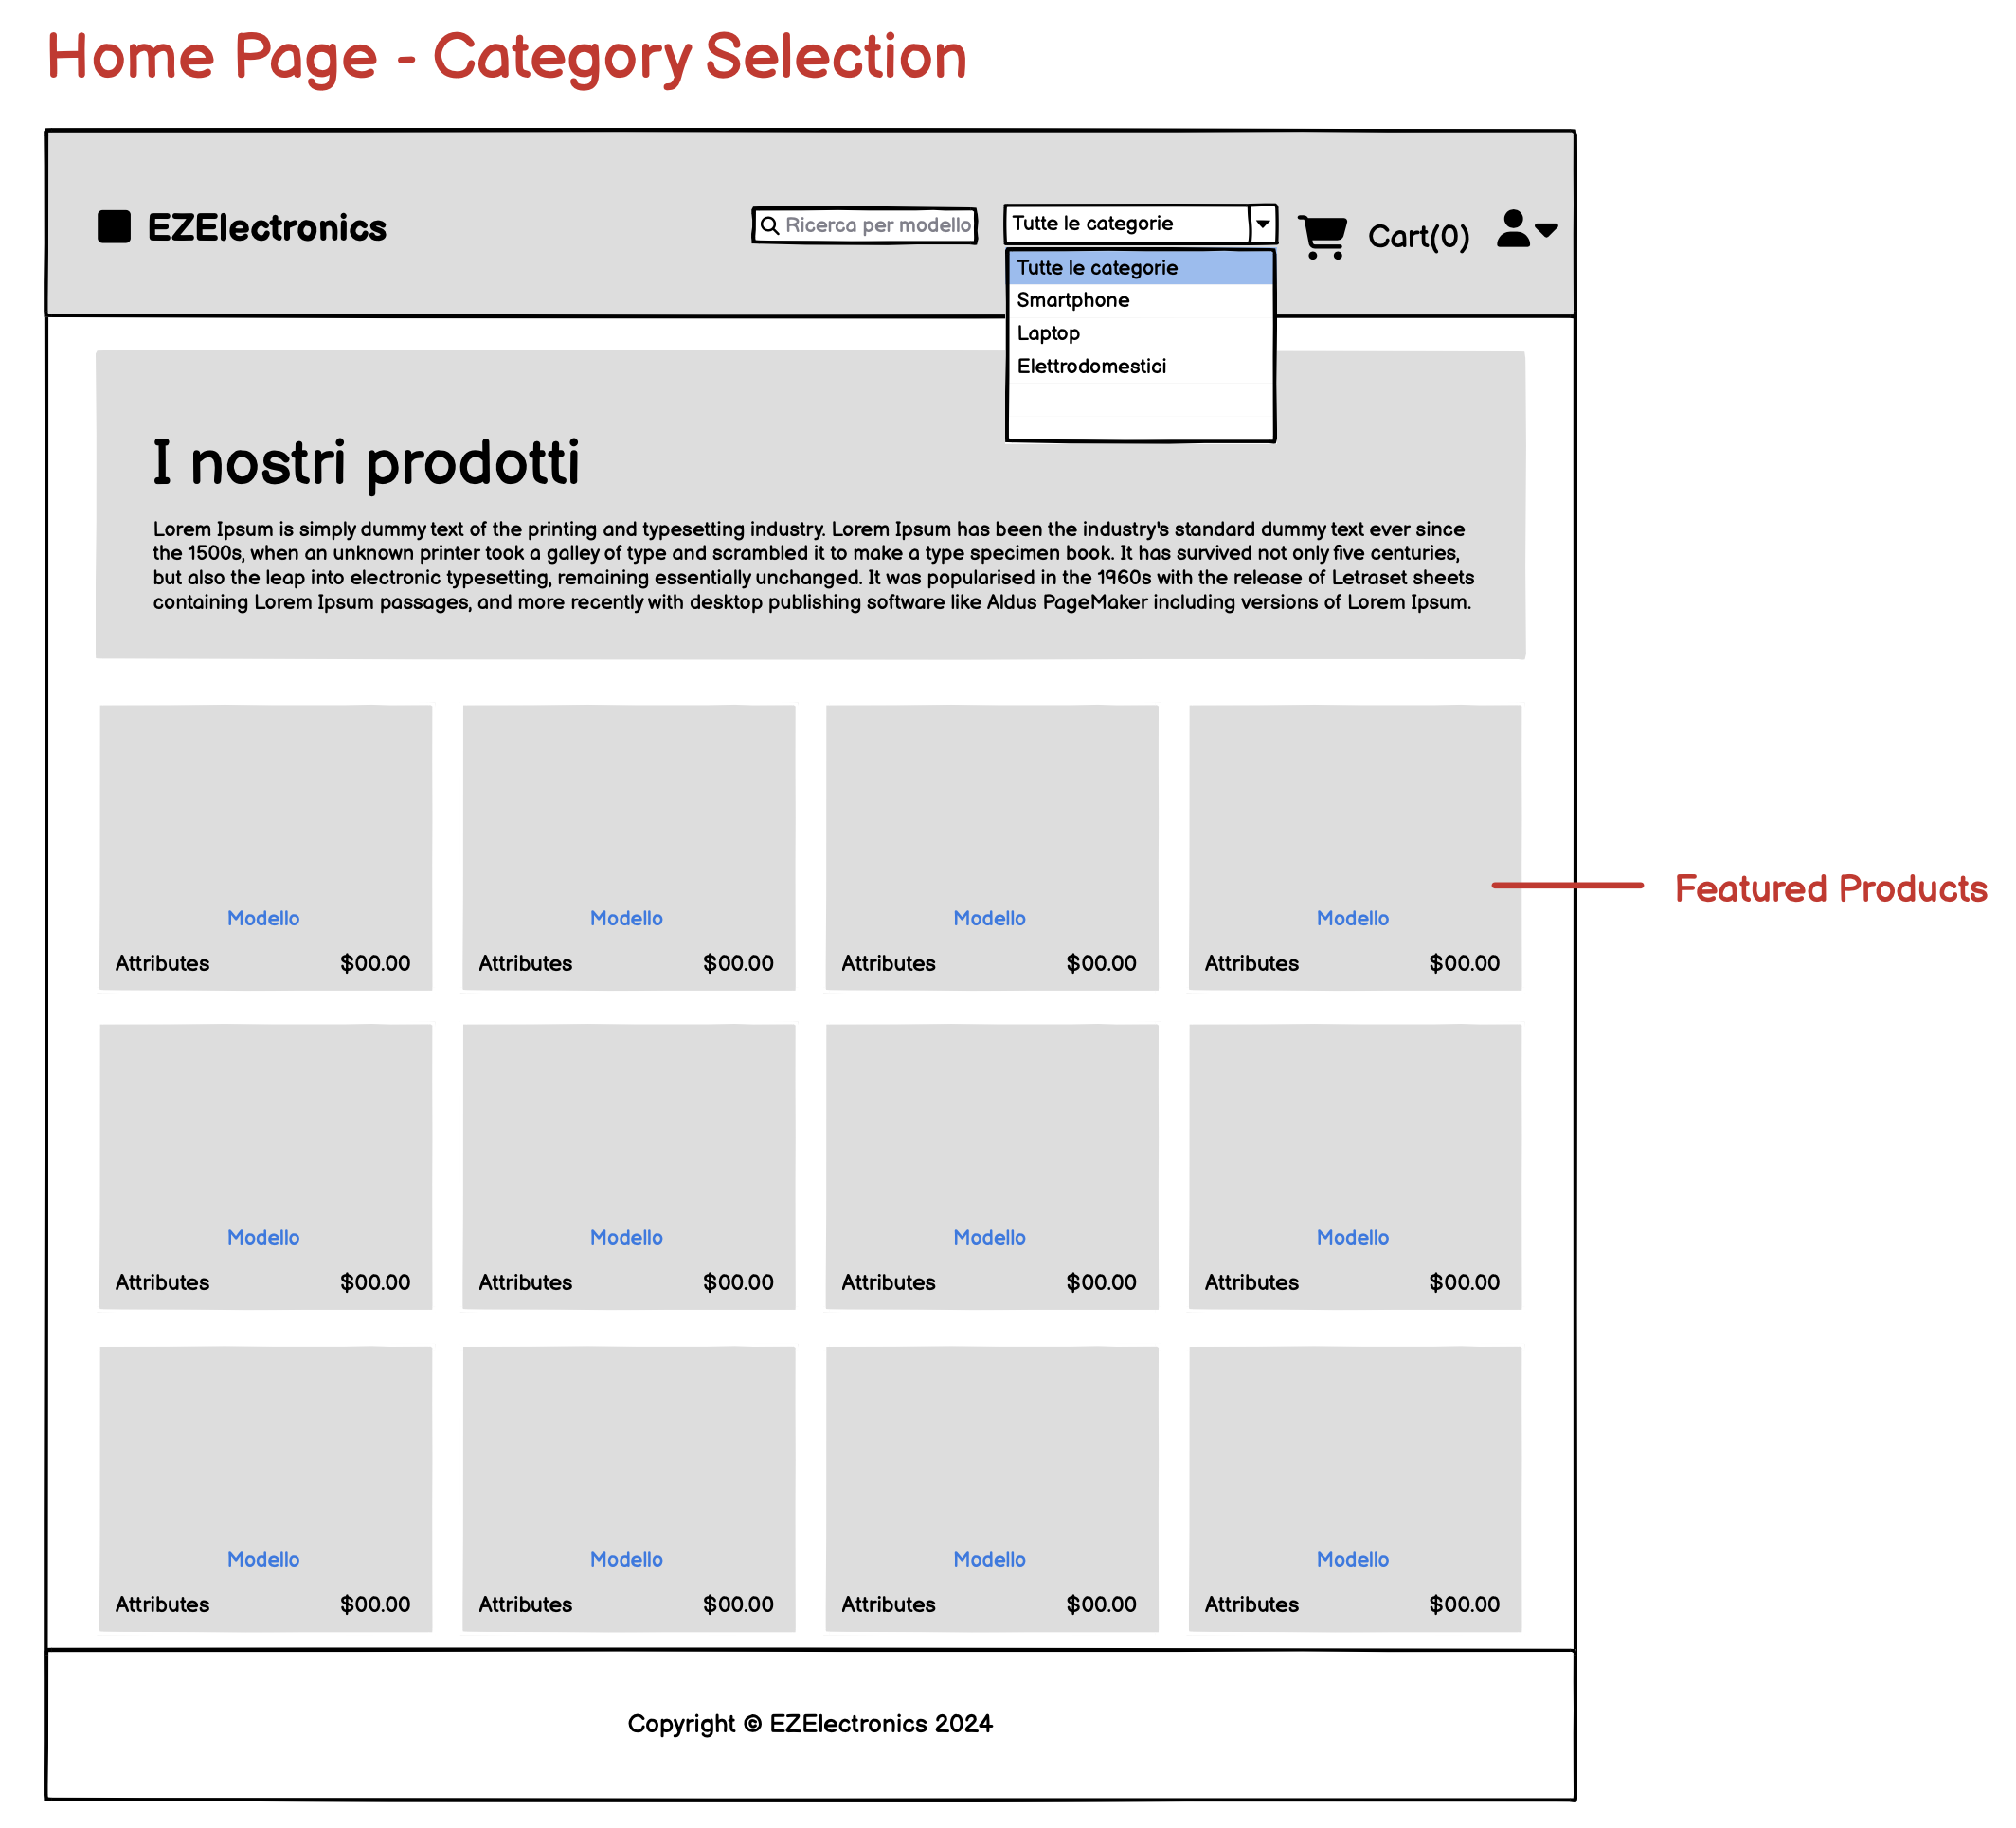 Home Page - Category Selection
EZElectronics
Ricerca per modello
Tutte le categorie
Cart(0)
Tutte le categorie
Smartphone
Laptop
Elettrodomestici
I nostri prodotti
Lorem Ipsum is simply dummy text of the printing and typesetting industry. Lorem Ipsum has been the industry's standard dummy text ever since
the 1500s, when an unknown printer took a galley of type and scrambled it to make a type specimen book. It has survived not only five centuries,
but also the leap into electronic typesetting, remaining essentially unchanged. It was popularised in the 1960s with the release of Letraset sheets
containing Lorem Ipsum passages, and more recently with desktop publishing software like Aldus PageMaker including versions of Lorem Ipsum.
Featured Products
Modello Modello Modello Modello
Attributes $00.00 Attributes $00.00 Attributes $00.00 Attributes $00.00
Modello Modello Modello Modello
Attributes $00.00 Attributes $00.00 Attributes $00.00 Attributes $00.00
Modello Modello Modello Modello
Attributes $00.00 Attributes $00.00 Attributes $00.00 Attributes $00.00
Copyright © EZElectronics 2024